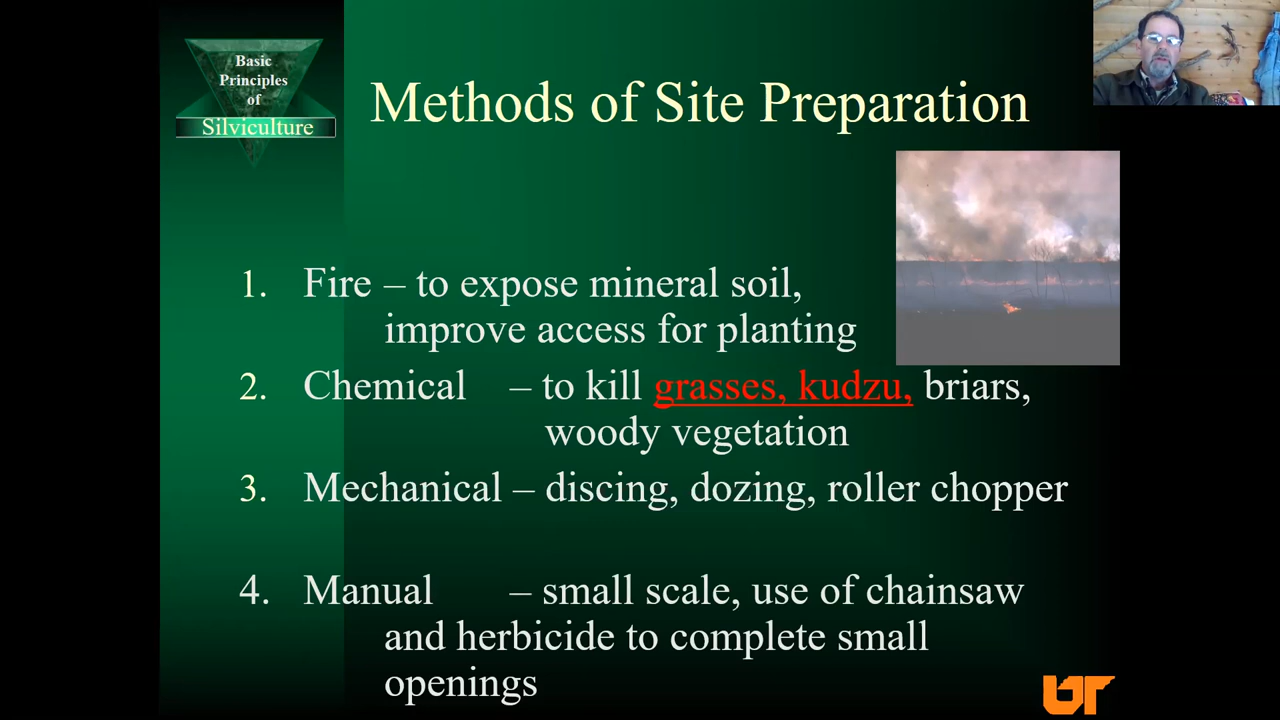 Basic
Principles
of
Silviculture
Methods of Site Preparation
1. Fire – to expose mineral soil,
improve access for planting
2. Chemical – to kill grasses, kudzu, briars,
woody vegetation
3. Mechanical – discing, dozing, roller chopper
4. Manual – small scale, use of chainsaw
and herbicide to complete small
openings
UT